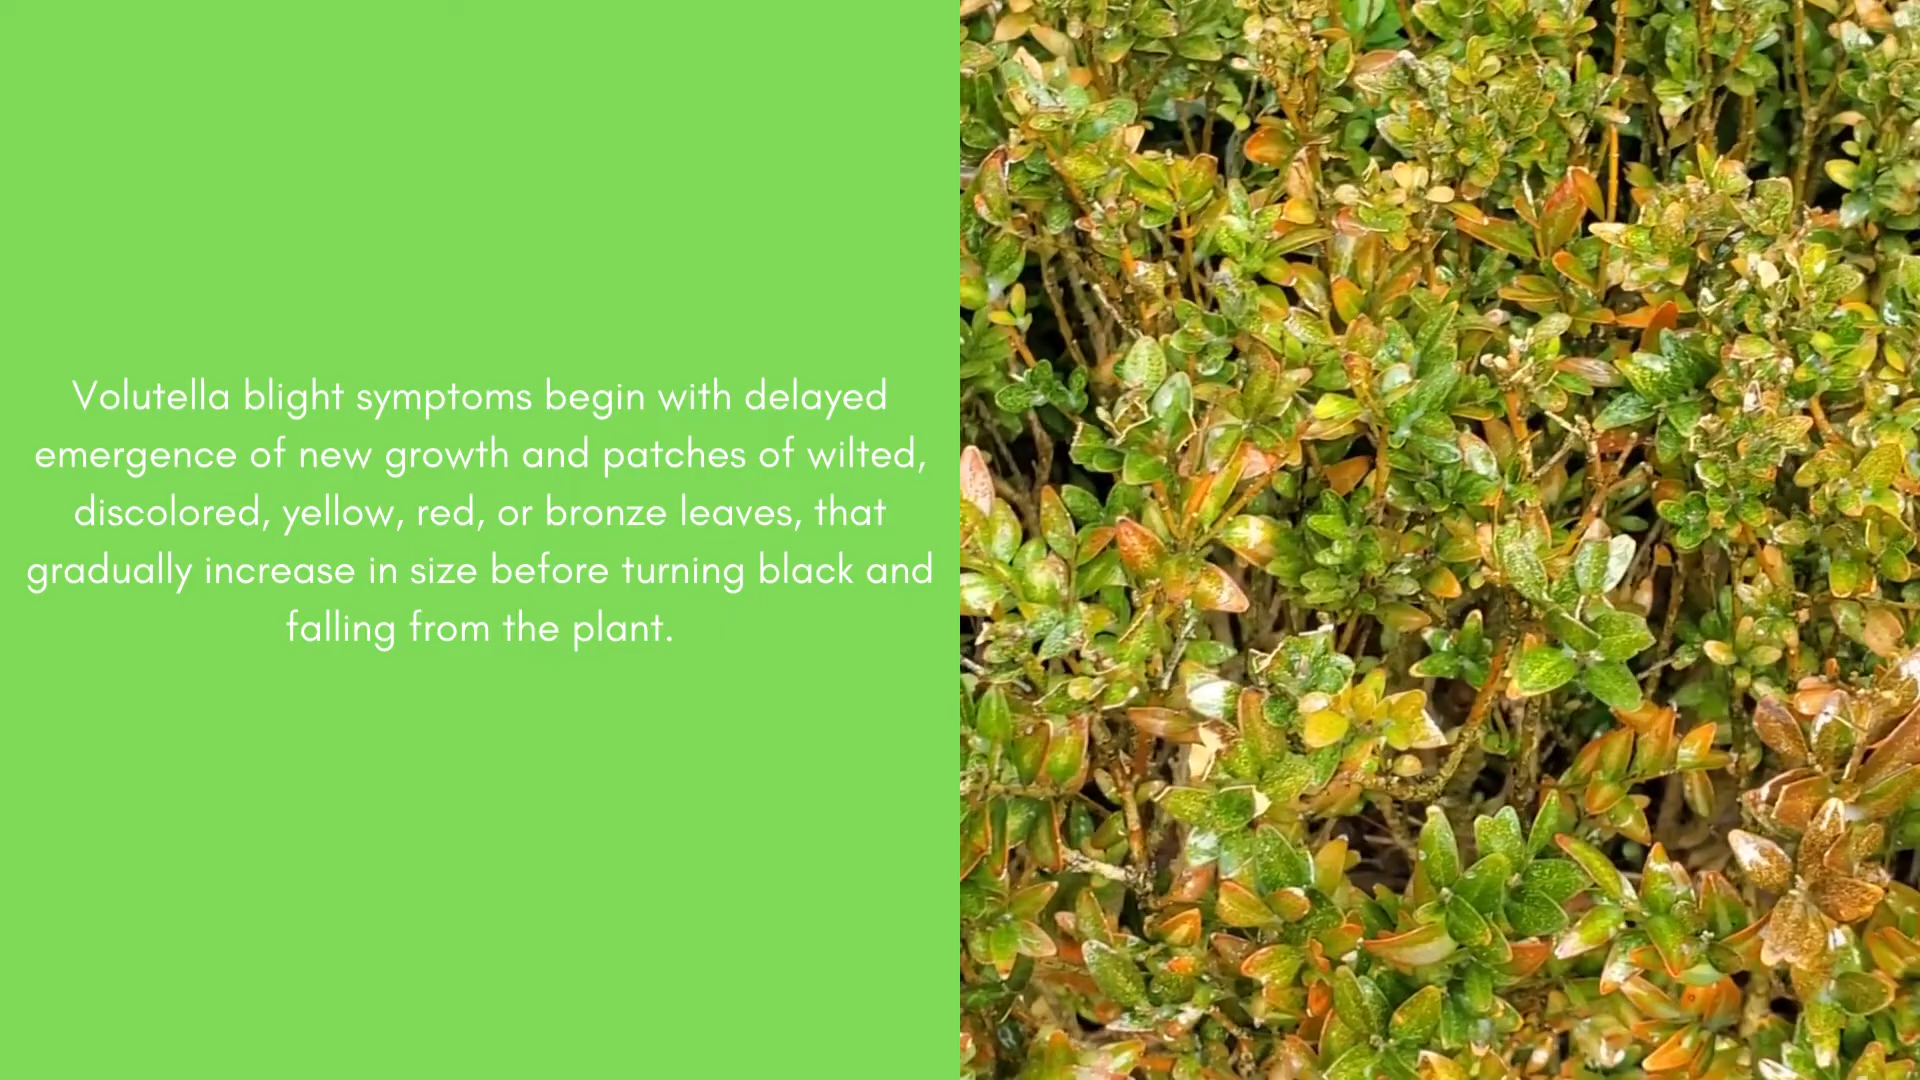 Volutella blight symptoms begin with delayed
emergence of new growth and patches of wilted,
discolored, yellow, red, or bronze leaves, that
gradually increase in size before turning black and
falling from the plant.